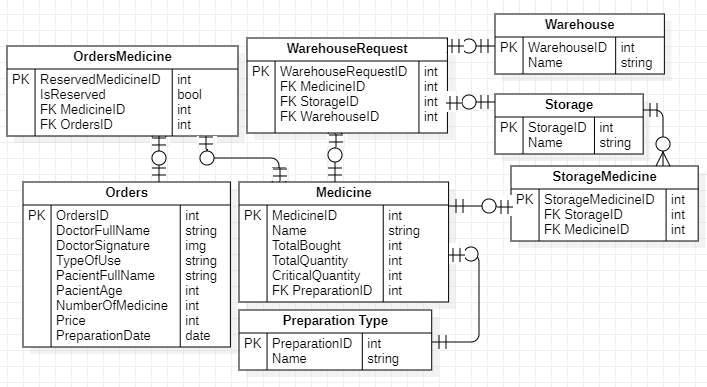 OrdersMedicine
PK ReservedMedicineID int
IsReserved bool
FK MedicineID int
FK OrdersID int
WarehouseRequest
PK WarehouseRequestID int
FK MedicineID int
FK StorageID int
FK WarehouseID int
Warehouse
PK WarehouseID int
Name string
Storage
PK StorageID int
Name string
StorageMedicine
PK StorageMedicineID int
FK StorageID int
FK MedicineID int
Orders
PK OrdersID int
DoctorFullName string
DoctorSignature img
TypeOfUse string
PacientFullName string
PacientAge int
NumberOfMedicine int
Price int
PreparationDate date
Medicine
PK MedicineID int
Name string
TotalBought int
TotalQuantity int
CriticalQuantity int
FK PreparationID int
Preparation Type
PK PreparationID int
Name string